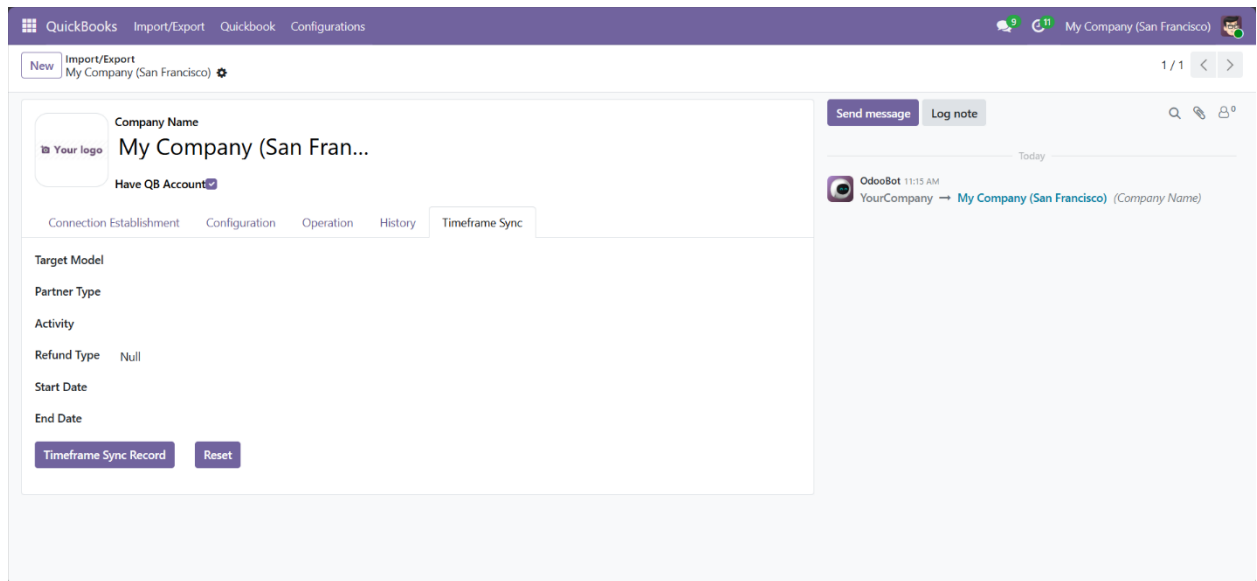 QuickBooks Import/Export Quickbook Configurations 9 11 My Company (San Francisco)
New Import/Export
My Company (San Francisco) 1 / 1
Company Name
Your logo My Company (San Fran...
Have QB Account
Connection Establishment Configuration Operation History Timeframe Sync
Target Model
Partner Type
Activity
Refund Type Null
Start Date
End Date
Timeframe Sync Record Reset
Send message Log note 0
Today
OdooBot 11:15 AM
YourCompany → My Company (San Francisco) (Company Name)